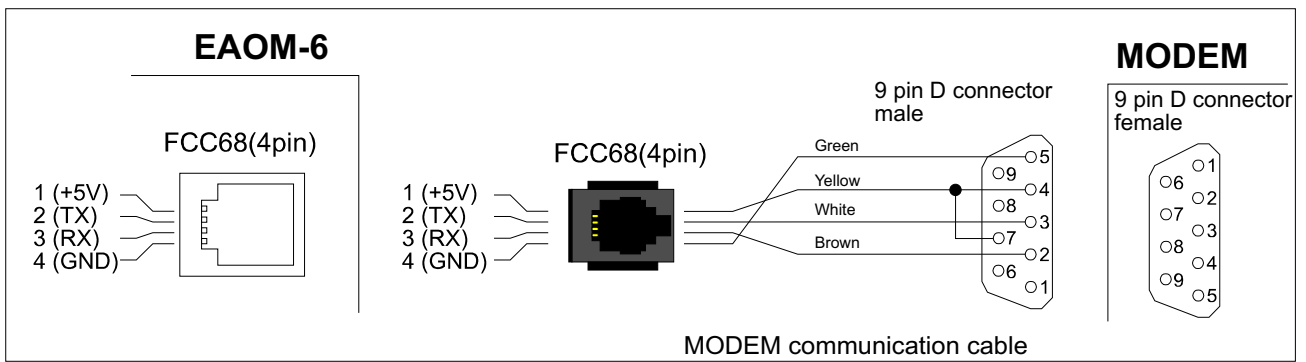 EAOM-6
FCC68(4pin)
1 (+5V)
2 (TX)
3 (RX)
4 (GND)
FCC68(4pin)
1 (+5V)
2 (TX)
3 (RX)
4 (GND)
Green
Yellow
White
Brown
9 pin D connector
male
5
9
4
8
3
7
2
6
1
MODEM
9 pin D connector
female
1
6
2
7
3
8
4
9
5
MODEM communication cable